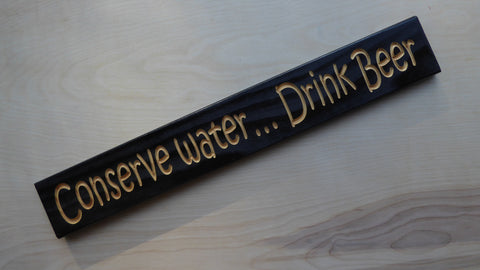 Conserve water... Drink Beer